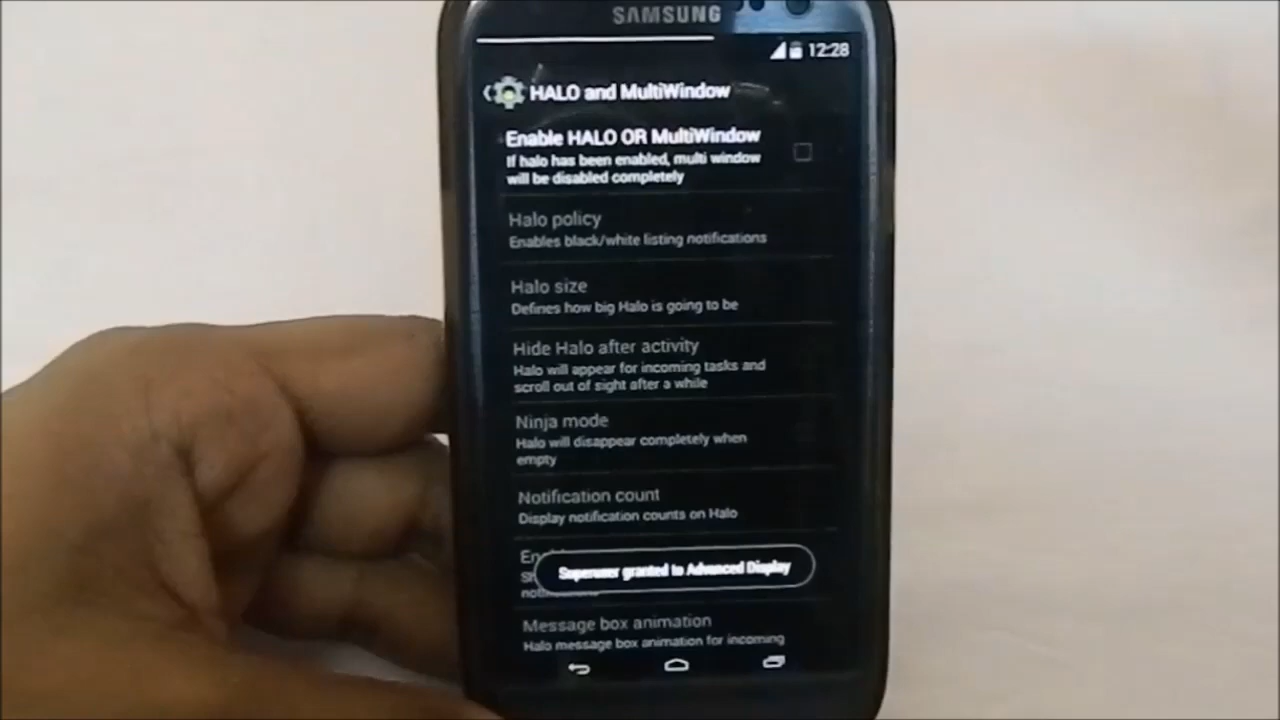 SAMSUNG
12:28
HALO and MultiWindow
Enable HALO OR MultiWindow
If halo has been enabled, multi window
will be disabled completely
Halo policy
Enables black/white listing notifications
Halo size
Defines how big Halo is going to be
Hide Halo after activity
Halo will appear for incoming tasks and
scroll out of sight after a while
Ninja mode
Halo will disappear completely when
empty
Notification count
Display notification counts on Halo
Superuser granted to Advanced Display
Message box animation
Halo message box animation for incoming